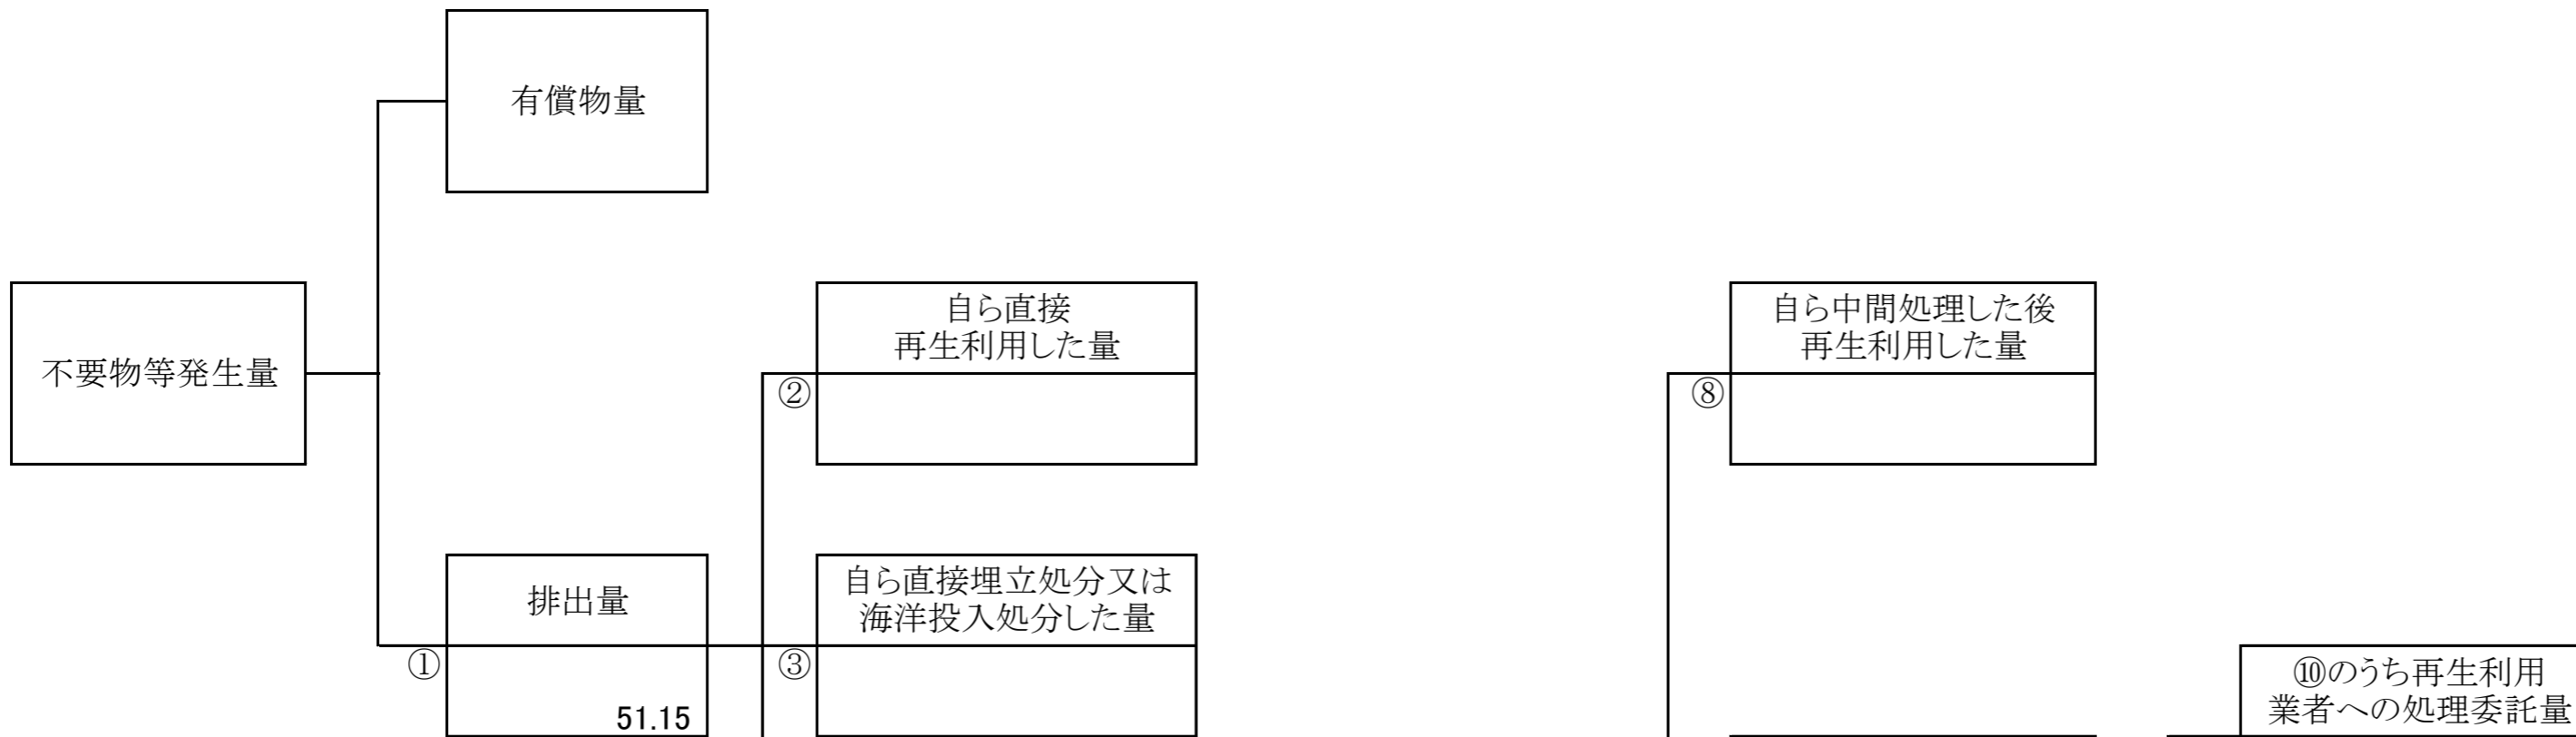 有償物量
不要物等発生量
自ら直接
再生利用した量
②
自ら中間処理した後
再生利用した量
⑧
排出量
①
51.15
自ら直接埋立処分又は
海洋投入処分した量
③
⑩のうち再生利用
業者への処理委託量